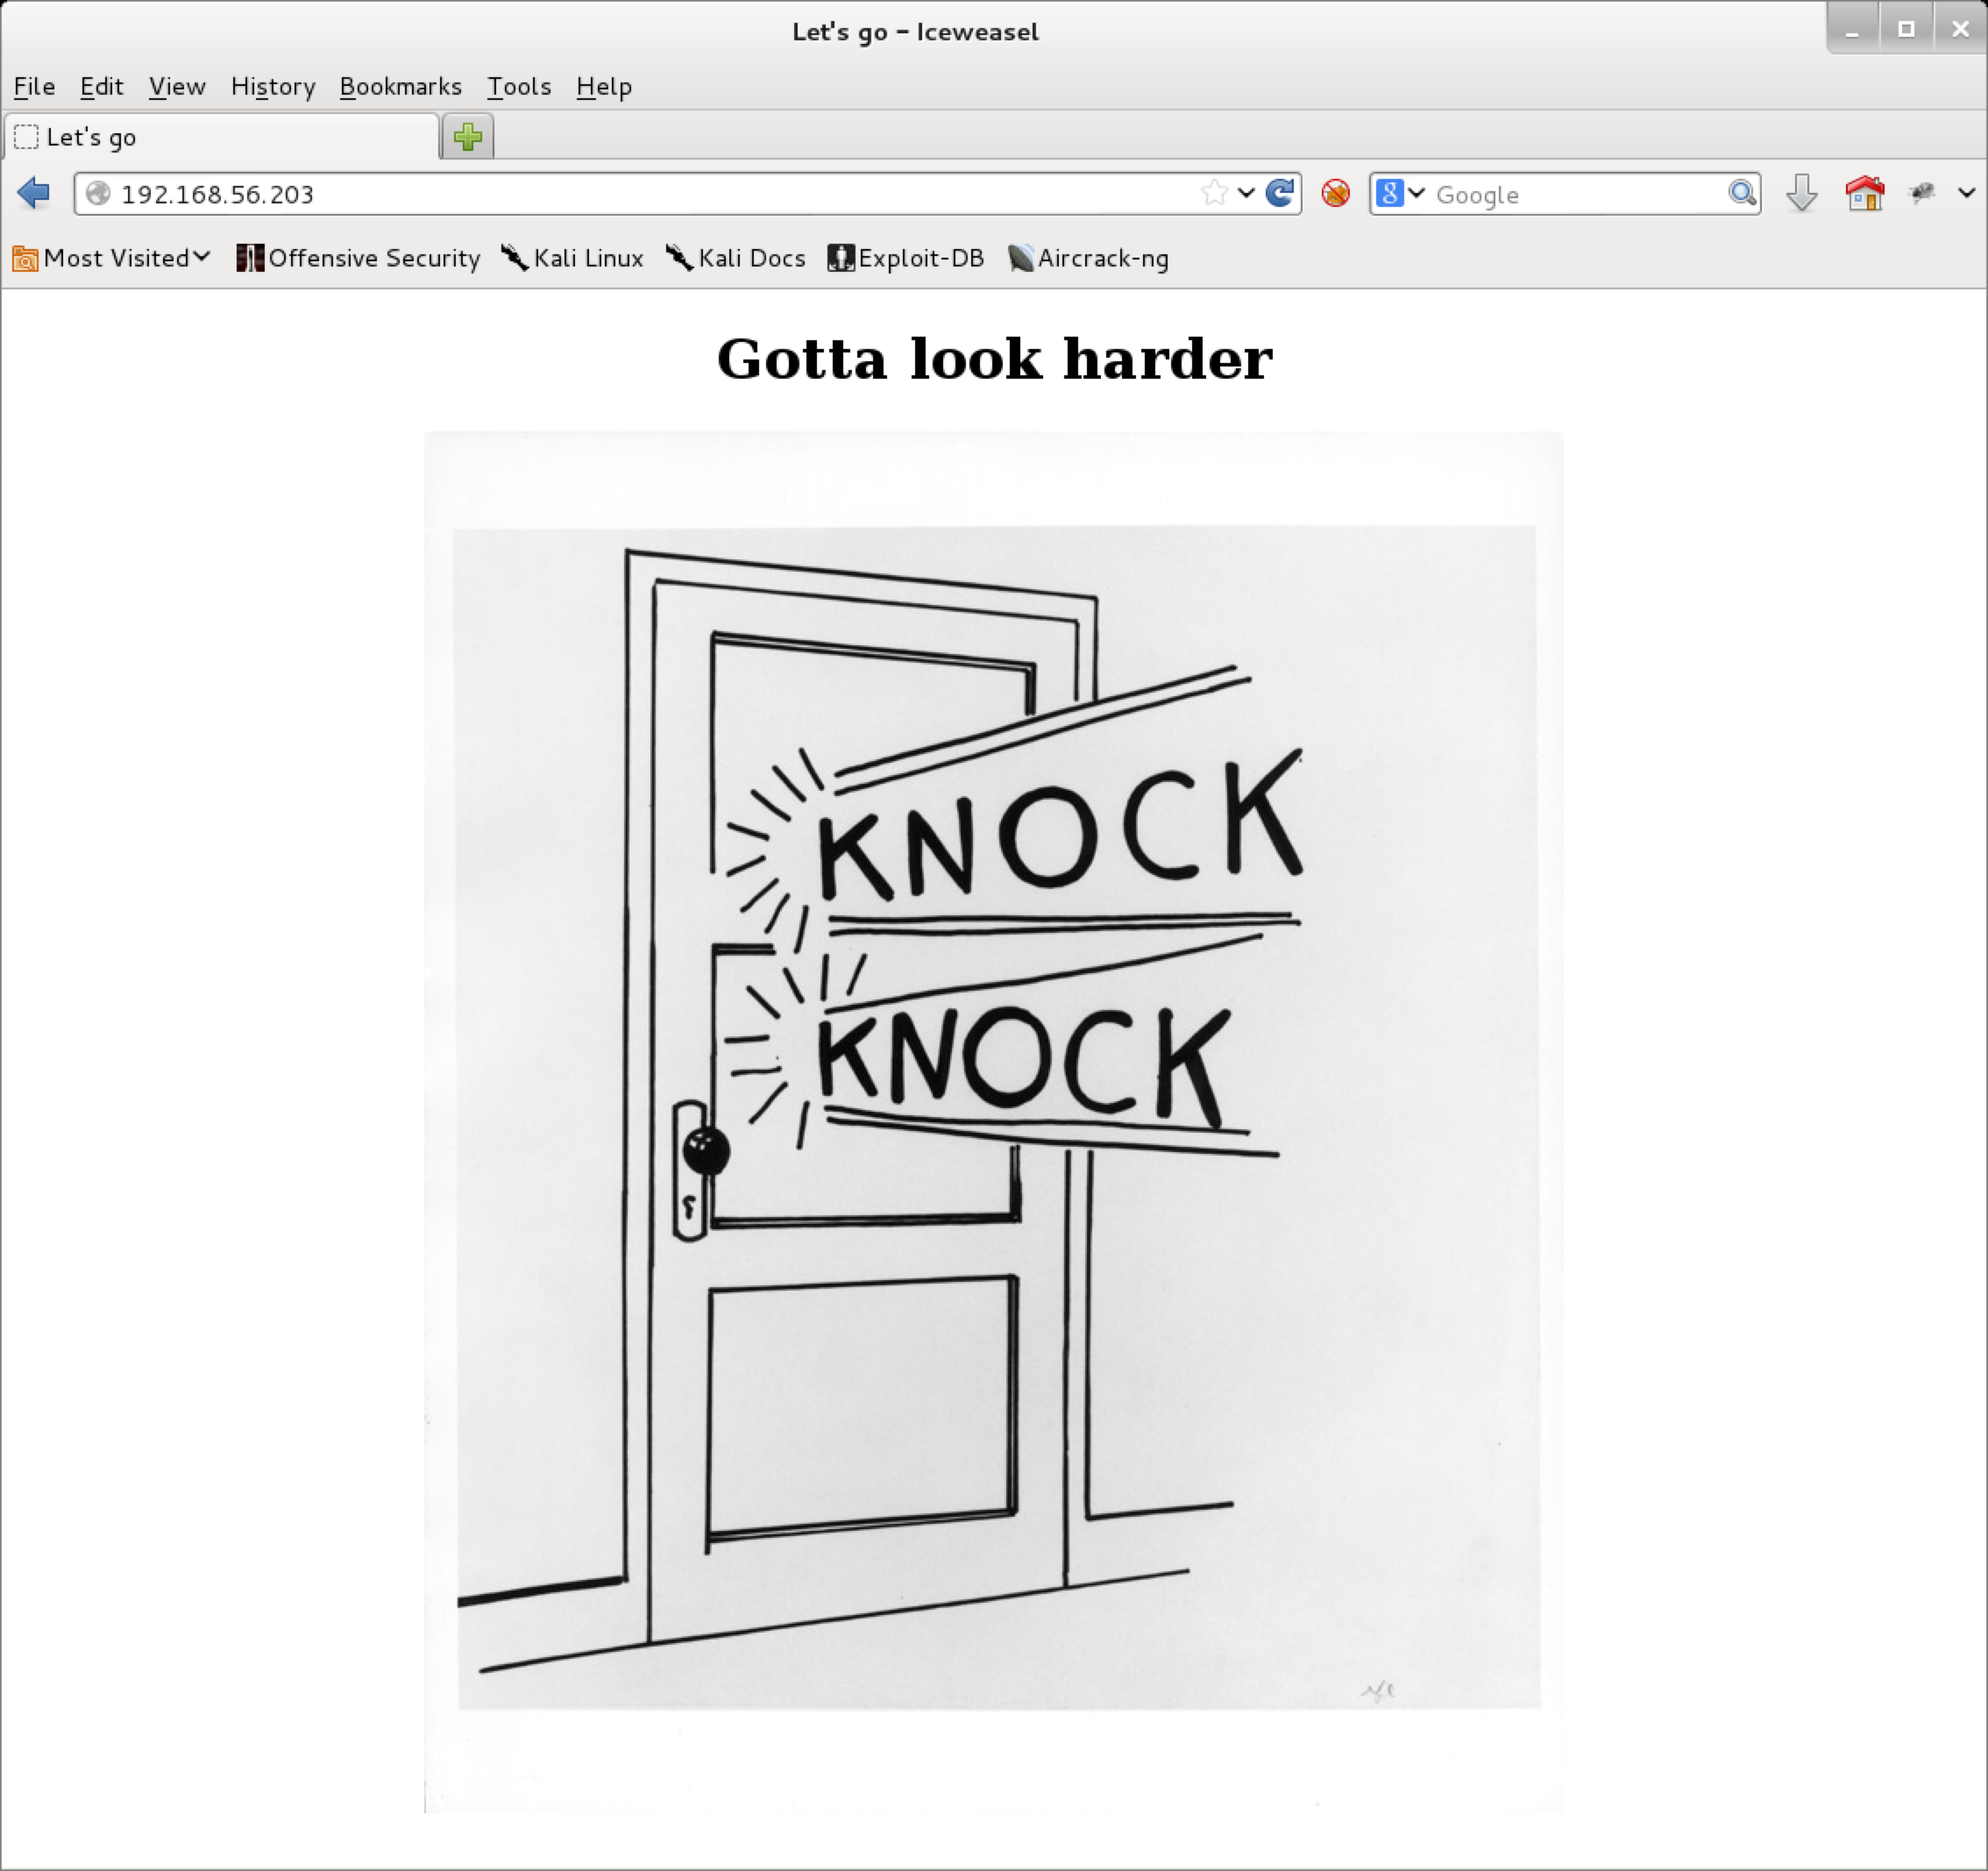 Let's go - Iceweasel
File Edit View History Bookmarks Tools Help
Let's go
192.168.56.203 8 Google
Most Visited Offensive Security Kali Linux Kali Docs Exploit-DB Aircrack-ng
Gotta look harder
KNOCK
KNOCK